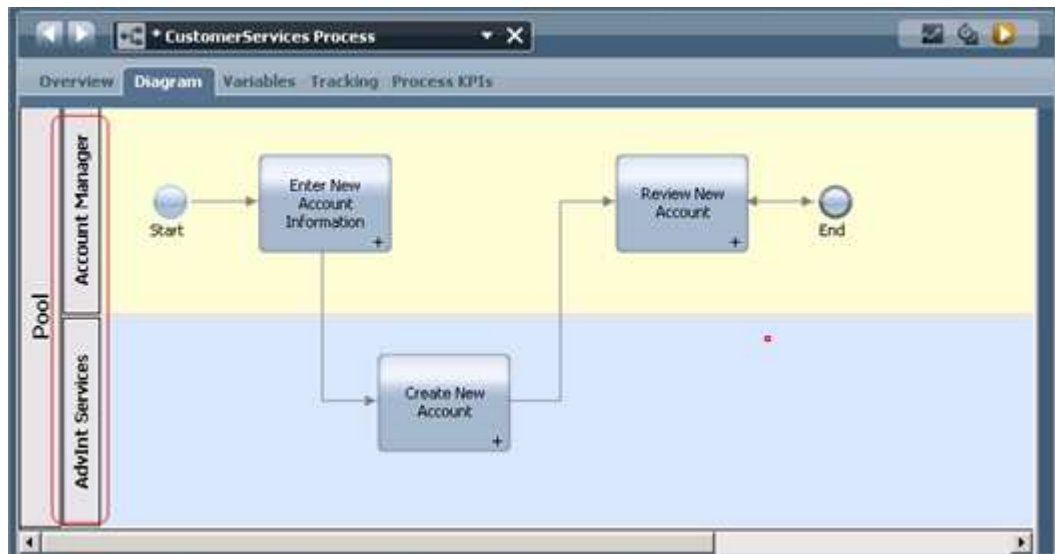 * CustomerServices Process
Overview Diagram Variables Tracking Process KPIs
Pool
Account Manager
Start
Enter New
Account
Information
+
Review New
Account
+
End
AdvInt Services
Create New
Account
+